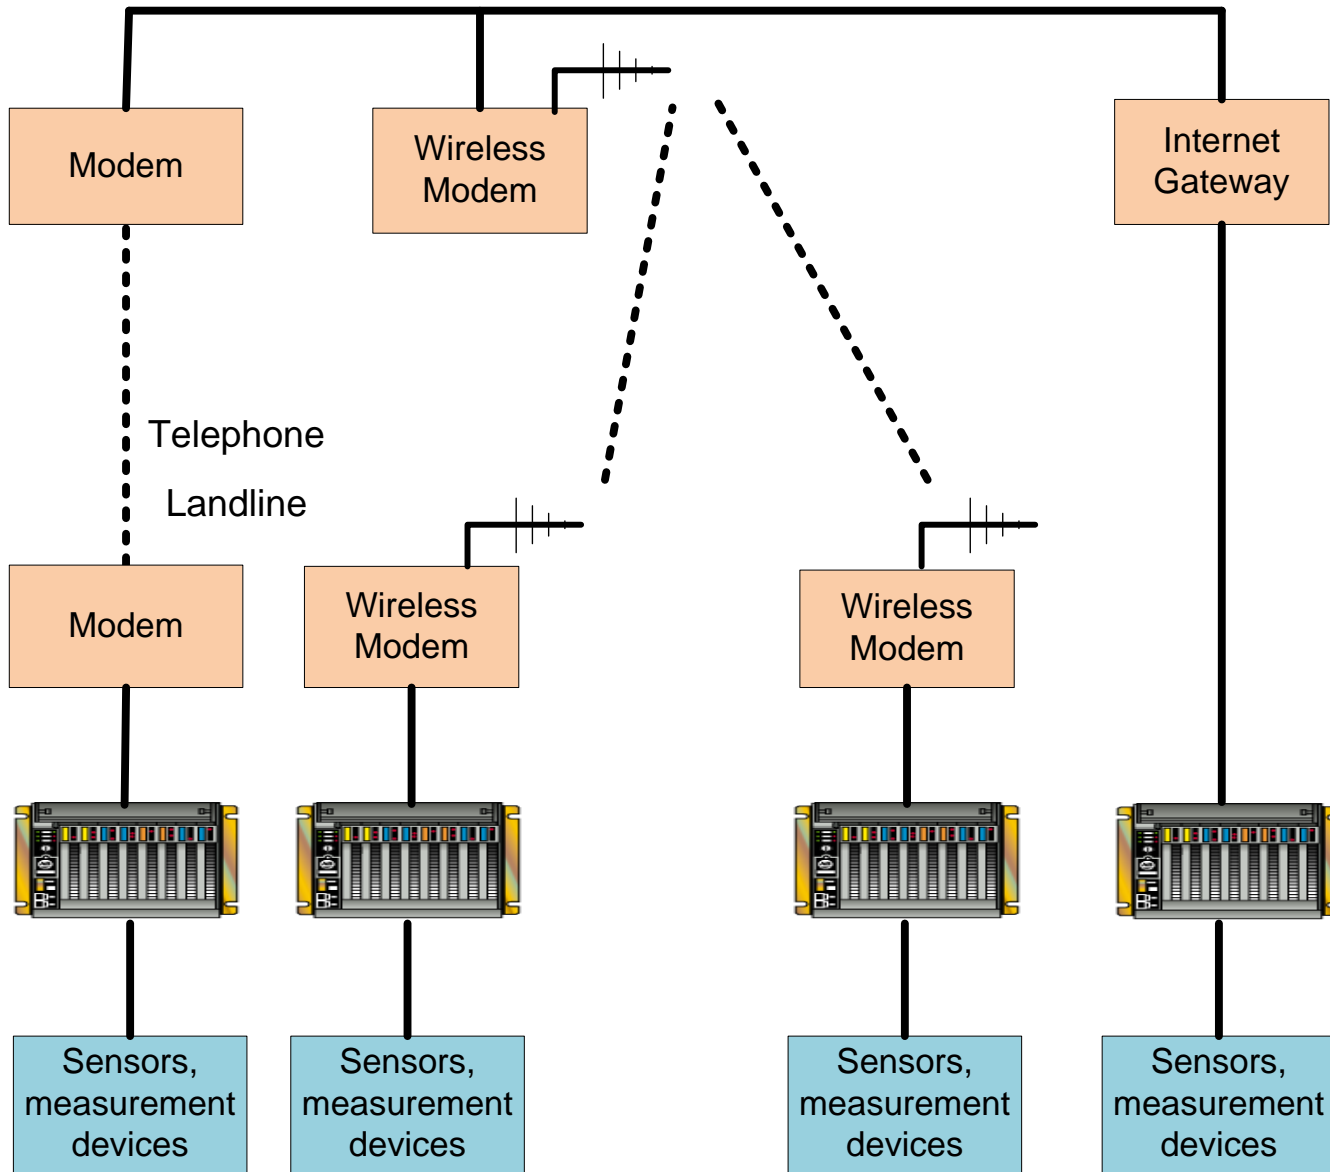 Modem
Wireless
Modem
Internet
Gateway
Telephone
Landline
Modem
Wireless
Modem
Wireless
Modem
Sensors,
measurement
devices
Sensors,
measurement
devices
Sensors,
measurement
devices
Sensors,
measurement
devices